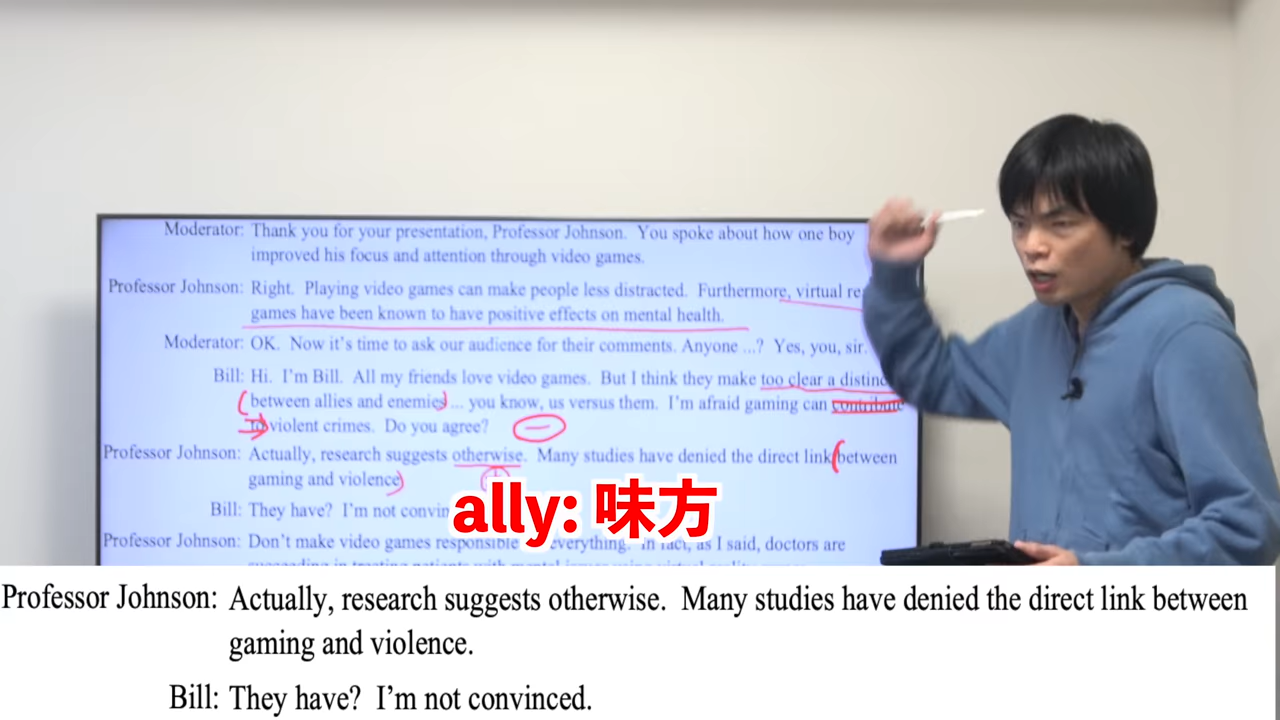 Moderator: Thank you for your presentation, Professor Johnson. You spoke about how one boy
improved his focus and attention through video games.
Professor Johnson: Right. Playing video games can make people less distracted. Furthermore, virtual
games have been known to have positive effects on mental health.
Moderator: OK. Now it's time to ask our audience for their comments. Anyone ...? Yes, you, sir.
Bill: Hi. I'm Bill. All my friends love video games. But I think they make too clear a
between allies and enemies ... you know, us versus them. I'm afraid gaming can contribute
to violent crimes. Do you agree?
Professor Johnson: Actually, research suggests otherwise. Many studies have denied the direct link between
gaming and violence
Bill: They have? I'm not
ally: 味方
Professor Johnson: Don't make video games responsible everything. In fact, as I said, doctors are
Professor Johnson: Actually, research suggests otherwise. Many studies have denied the direct link between
gaming and violence.
Bill: They have? I'm not convinced.